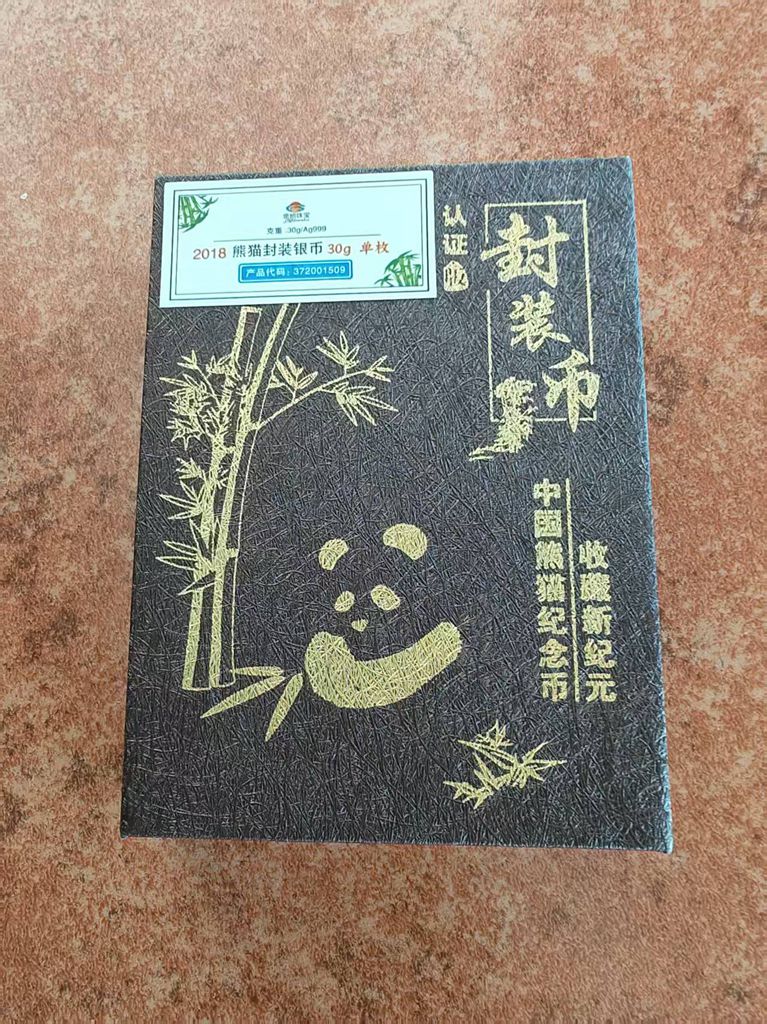 克重 .30g/Ag999
2018 熊猫封装银币 30g 单枚
产品代码：372001509
认证版
封装币
收藏新纪元
中国熊猫纪念币